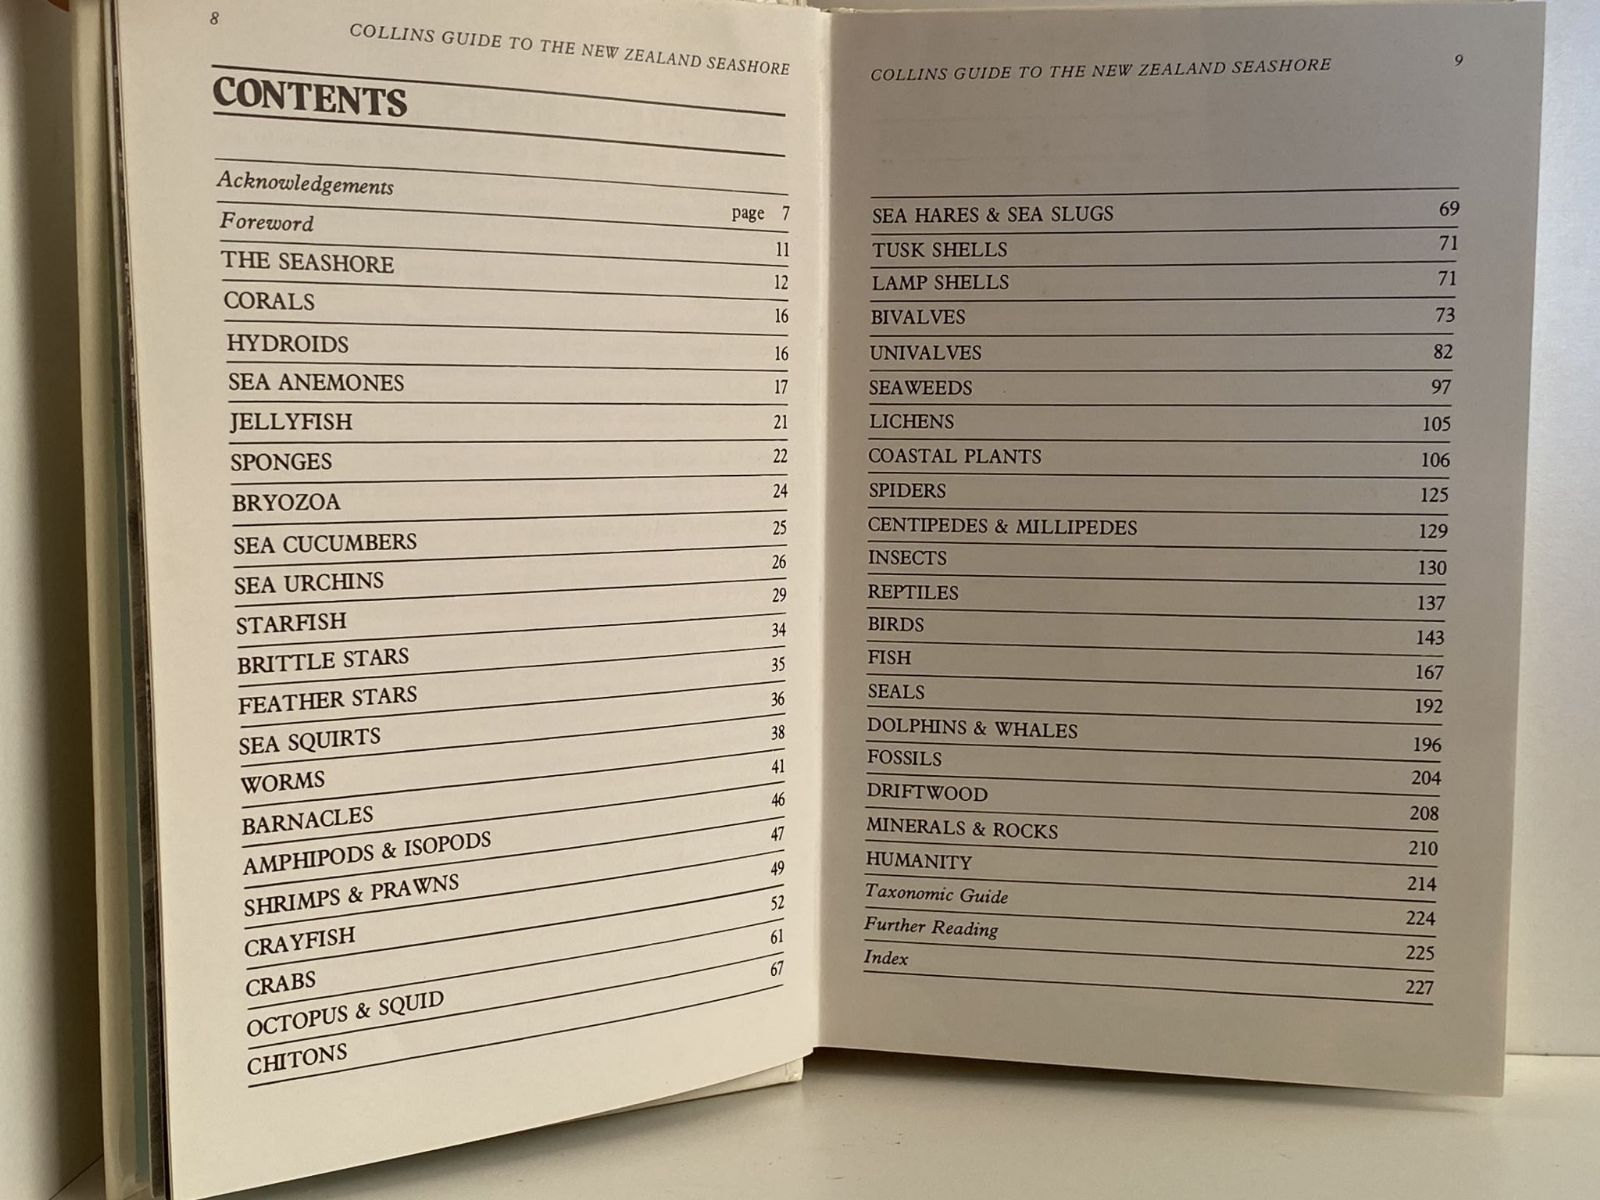 8
COLLINS GUIDE TO THE NEW ZEALAND SEASHORE
CONTENTS
Acknowledgements page 7
Foreword 11
THE SEASHORE 12
CORALS 16
HYDROIDS 16
SEA ANEMONES 17
JELLYFISH 21
SPONGES 22
BRYOZOA 24
SEA CUCUMBERS 25
SEA URCHINS 26
STARFISH 29
BRITTLE STARS 34
FEATHER STARS 35
SEA SQUIRTS 36
WORMS 38
BARNACLES 41
AMPHIPODS & ISOPODS 46
SHRIMPS & PRAWNS 47
CRAYFISH 49
CRABS 52
OCTOPUS & SQUID 61
CHITONS 67
COLLINS GUIDE TO THE NEW ZEALAND SEASHORE 9
SEA HARES & SEA SLUGS 69
TUSK SHELLS 71
LAMP SHELLS 71
BIVALVES 73
UNIVALVES 82
SEAWEEDS 97
LICHENS 105
COASTAL PLANTS 106
SPIDERS 125
CENTIPEDES & MILLIPEDES 129
INSECTS 130
REPTILES 137
BIRDS 143
FISH 167
SEALS 192
DOLPHINS & WHALES 196
FOSSILS 204
DRIFTWOOD 208
MINERALS & ROCKS 210
HUMANITY 214
Taxonomic Guide 224
Further Reading 225
Index 227